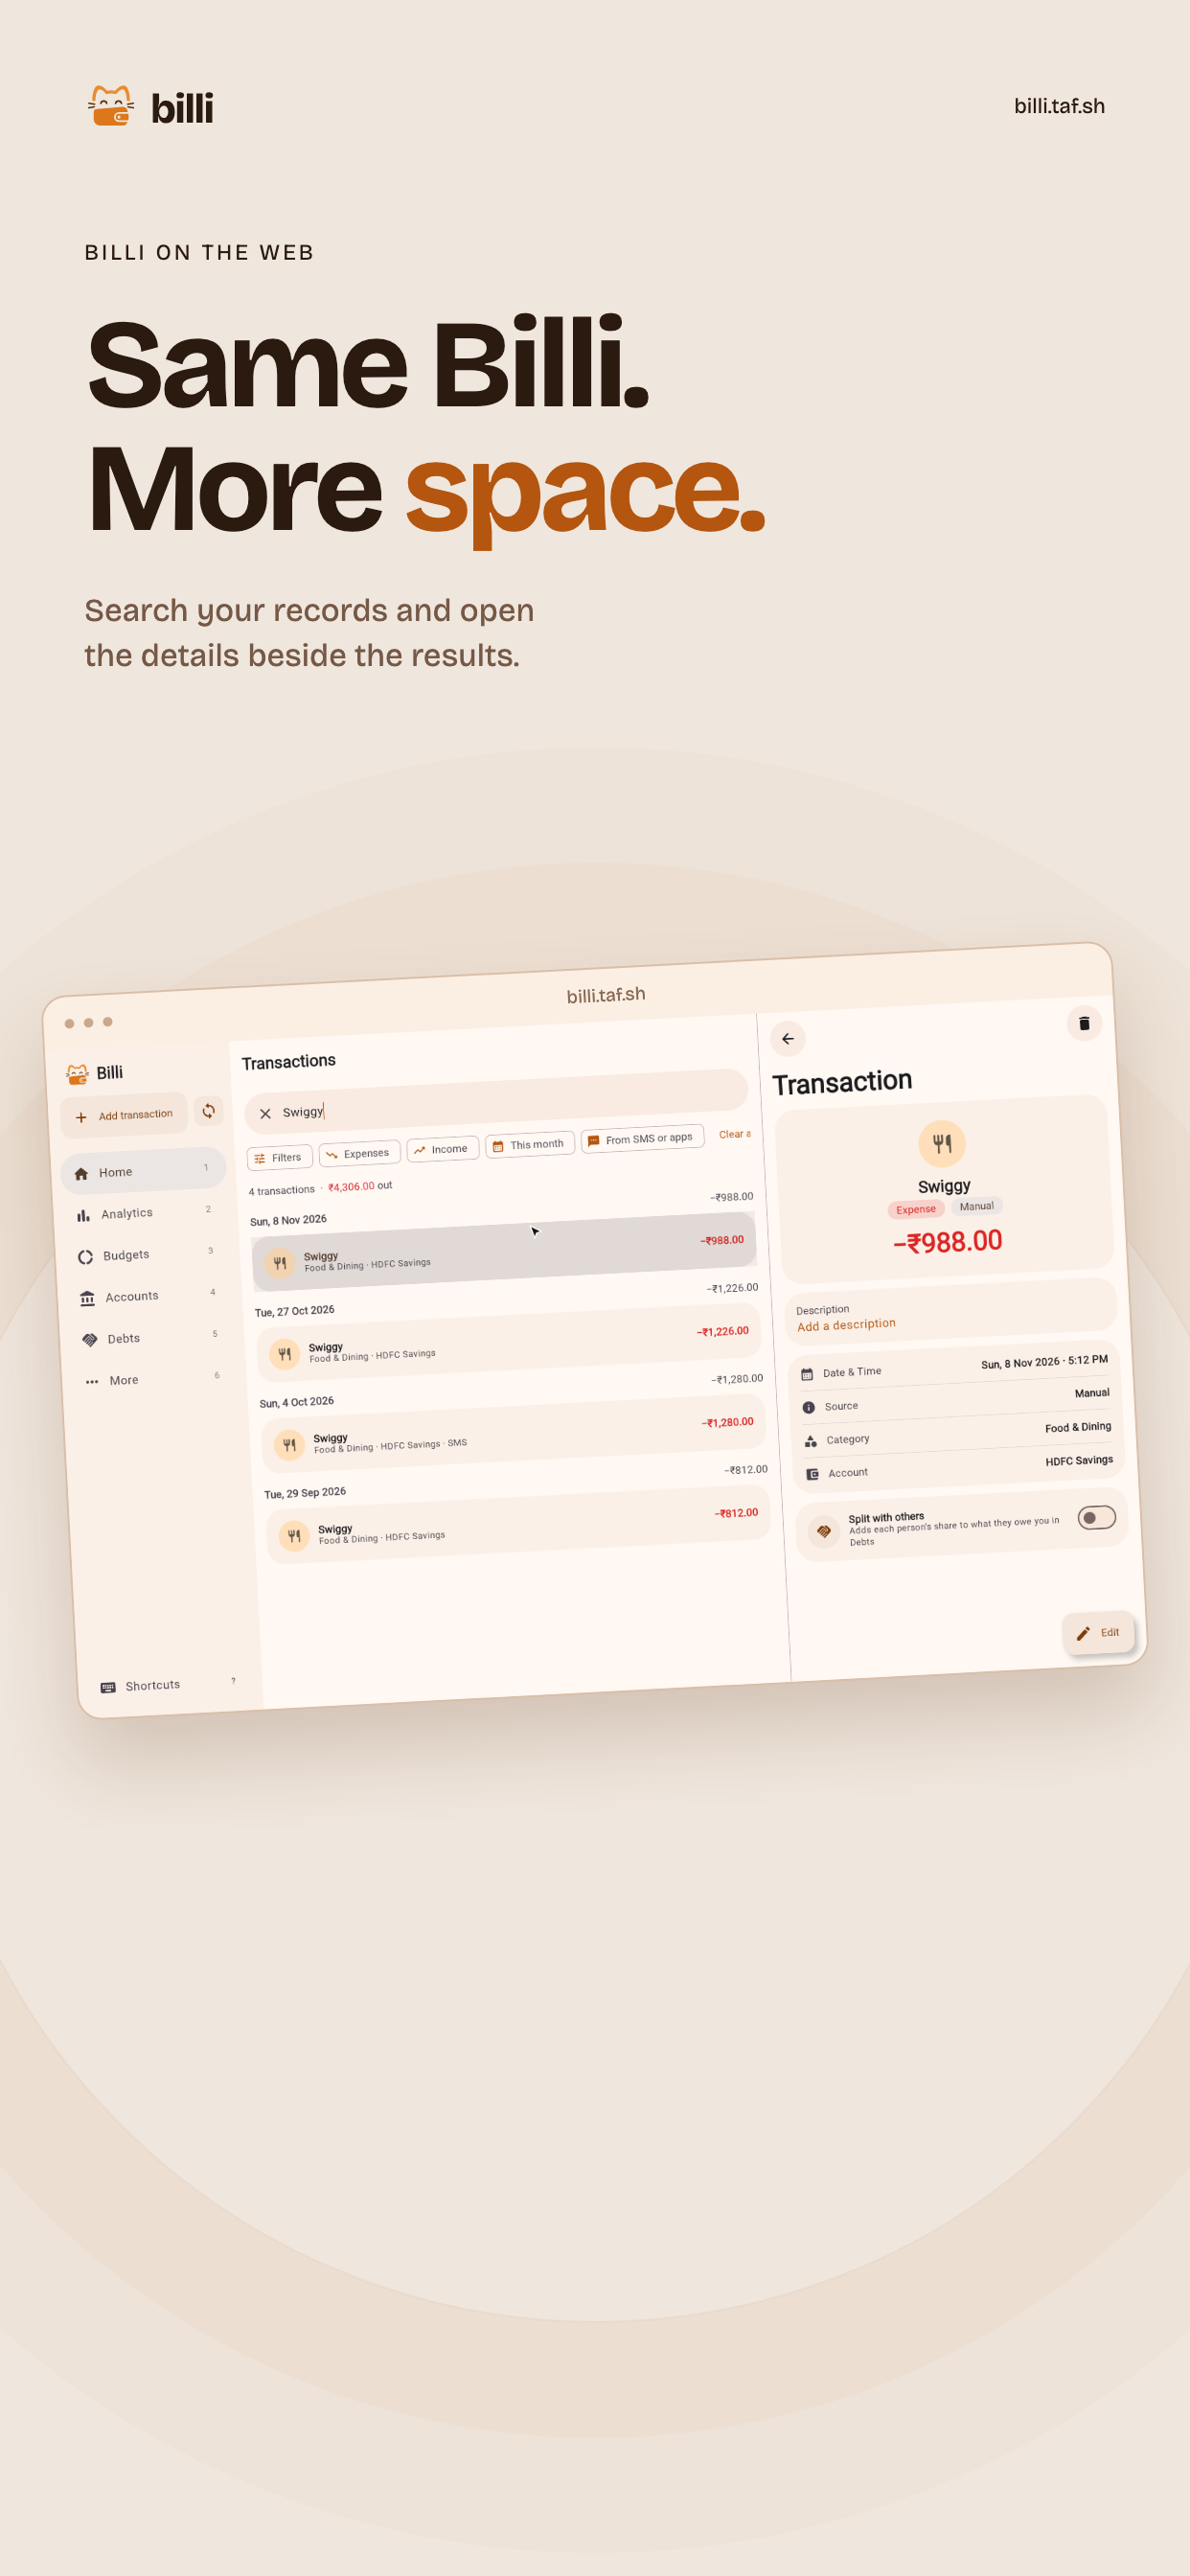 billi
billi.taf.sh
BILLI ON THE WEB
Same Billi.
More space.
Search your records and open
the details beside the results.
billi.taf.sh
Billi
Add transaction
Home 1
Analytics 2
Budgets 3
Accounts 4
Debts 5
More 6
Shortcuts ?
Transactions
Swiggy
Filters Expenses Income This month From SMS or apps Clear a
4 transactions · ₹4,306.00 out
Sun, 8 Nov 2026 −₹988.00
Swiggy −₹988.00
Food & Dining · HDFC Savings
Tue, 27 Oct 2026 −₹1,226.00
Swiggy −₹1,226.00
Food & Dining · HDFC Savings
Sun, 4 Oct 2026 −₹1,280.00
Swiggy −₹1,280.00
Food & Dining · HDFC Savings · SMS
Tue, 29 Sep 2026 −₹812.00
Swiggy −₹812.00
Food & Dining · HDFC Savings
Transaction
Swiggy
Expense Manual
−₹988.00
Description
Add a description
Date & Time Sun, 8 Nov 2026 · 5:12 PM
Source Manual
Category Food & Dining
Account HDFC Savings
Split with others
Adds each person's share to what they owe you in
Debts
Edit